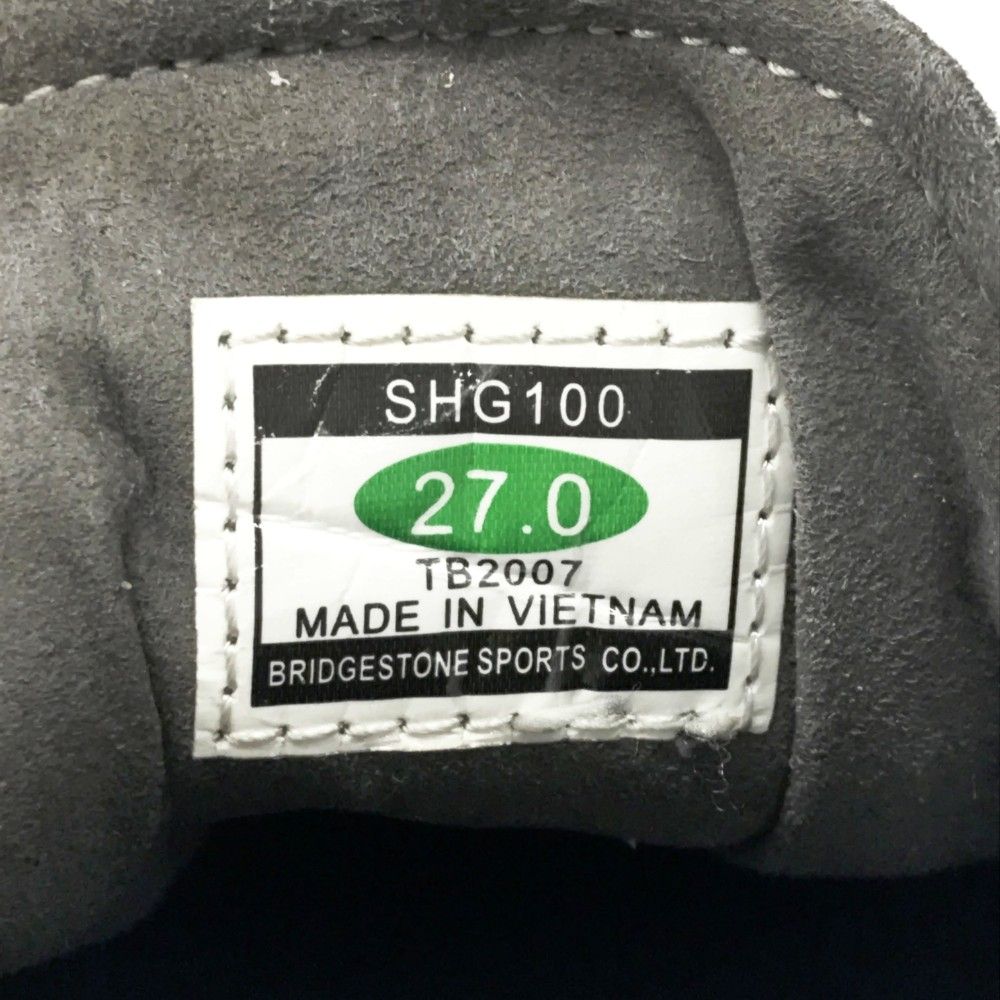 SHG100
27.0
TB2007
MADE IN VIETNAM
BRIDGESTONE SPORTS CO.,LTD.